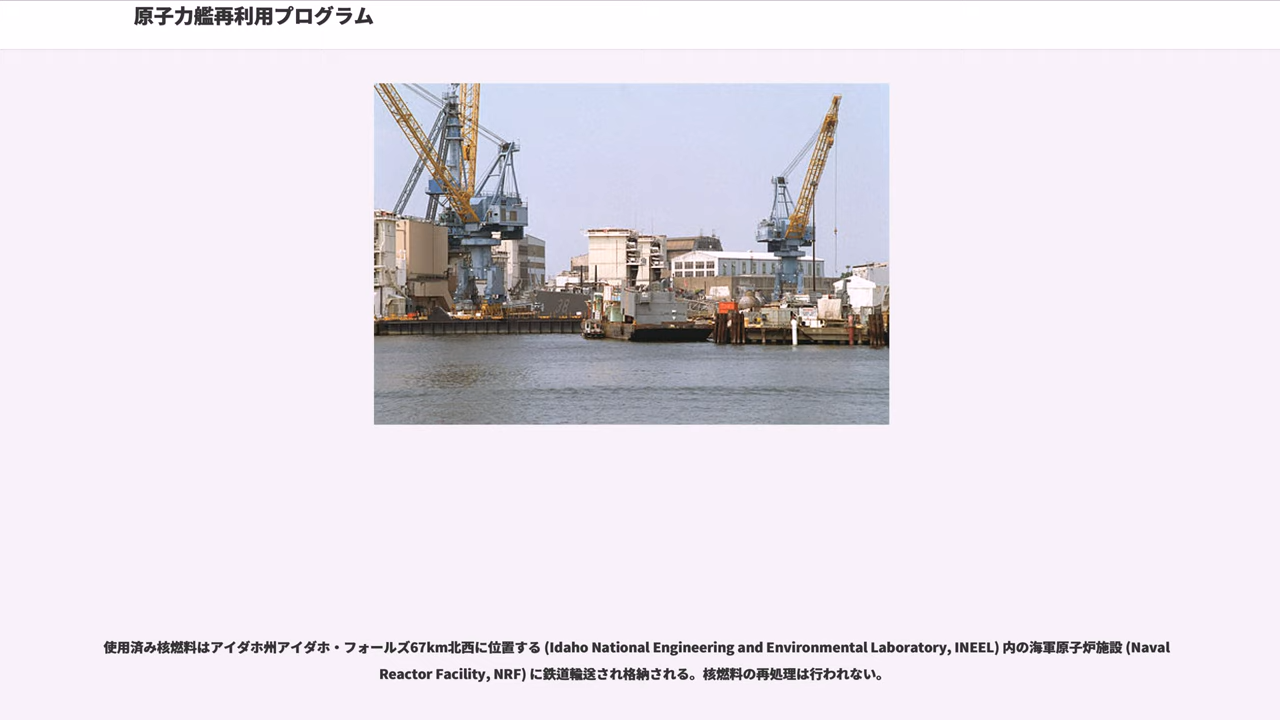 原子力艦再利用プログラム
28
使用済み核燃料はアイダホ州アイダホ・フォールズ67km北西に位置する (Idaho National Engineering and Environmental Laboratory, INEEL) 内の海軍原子炉施設 (Naval
Reactor Facility, NRF) に鉄道輸送され格納される。核燃料の再処理は行われない。